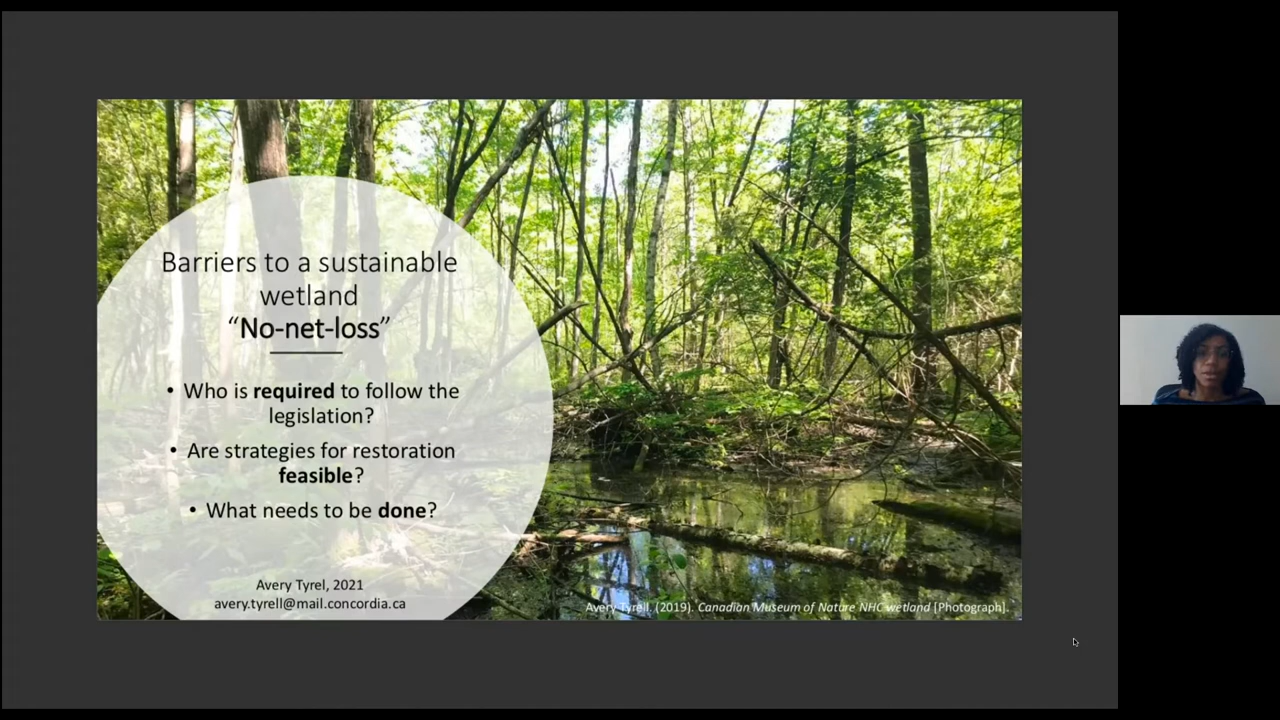 Barriers to a sustainable
wetland
“No-net-loss”
• Who is required to follow the
legislation?
• Are strategies for restoration
feasible?
• What needs to be done?
Avery Tyrel, 2021
avery.tyrell@mail.concordia.ca
Avery Tyrell. (2019). Canadian Museum of Nature NHC wetland [Photograph].